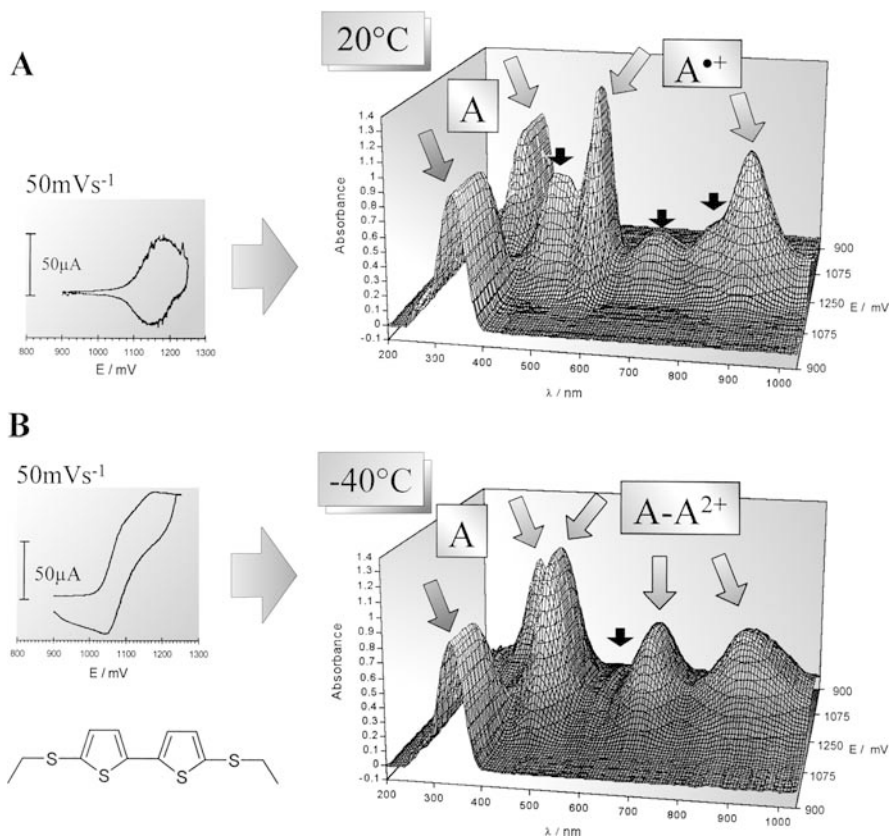 A
20°C
A•+
A
50mVs-1
50µA
800 900 1000 1100 1200 1300
E / mV
Absorbance
1.4
1.3
1.2
1.1
1
0.9
0.8
0.7
0.6
0.5
0.4
0.3
0.2
0.1
0
-0.1
200 300 400 500 600 700 800 900 1000
λ / nm
900
1075
1250
1075
900
E / mV
B
-40°C
A-A2+
A
50mVs-1
50µA
800 900 1000 1100 1200 1300
E / mV
Absorbance
1.4
1.3
1.2
1.1
1
0.9
0.8
0.7
0.6
0.5
0.4
0.3
0.2
0.1
0
-0.1
200 300 400 500 600 700 800 900 1000
λ / nm
900
1075
1250
1075
900
E / mV
S S S S